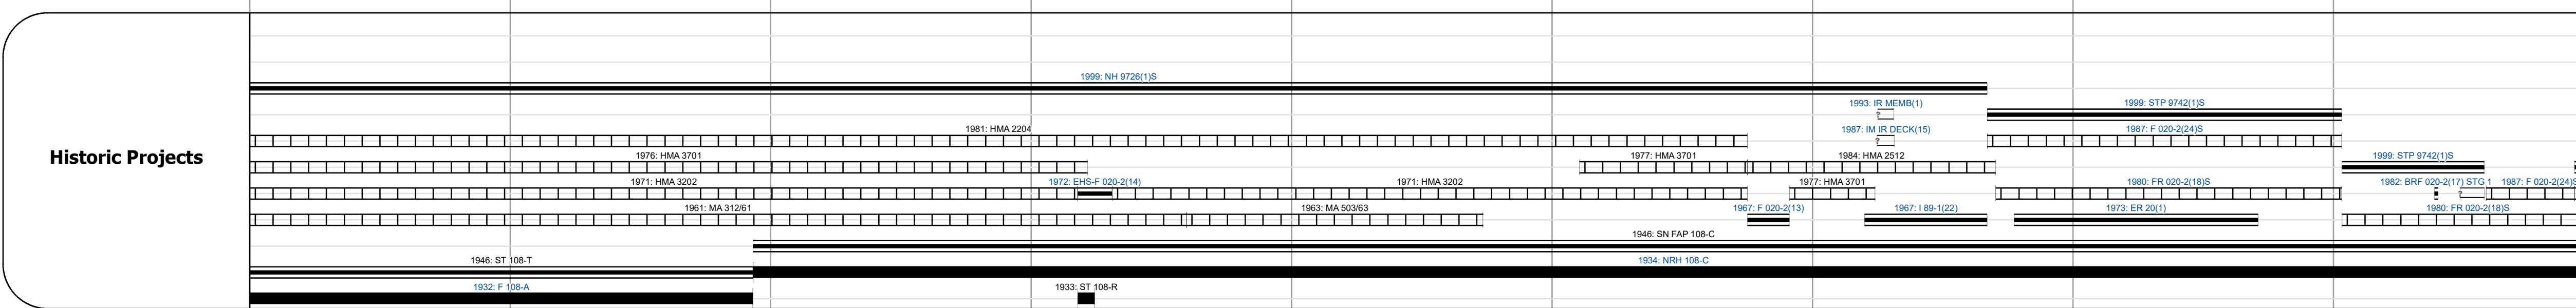 1999: NH 9726(1)S
1993: IR MEMB(1)
1999: STP 9742(1)S
1981: HMA 2204
1987: IM IR DECK(15)
1987: F 020-2(24)S
Historic Projects
1976: HMA 3701
1977: HMA 3701
1984: HMA 2512
1999: STP 9742(1)S
1971: HMA 3202
1972: EHS-F 020-2(14)
1971: HMA 3202
1977: HMA 3701
1980: FR 020-2(18)S
1982: BRF 020-2(17) STG 1
1987: F 020-2(24)S
1961: MA 312/61
1963: MA 503/63
1967: F 020-2(13)
1967: I 89-1(22)
1973: ER 20(1)
1980: FR 020-2(18)S
1946: SN FAP 108-C
1946: ST 108-T
1934: NRH 108-C
1932: F 108-A
1933: ST 108-R